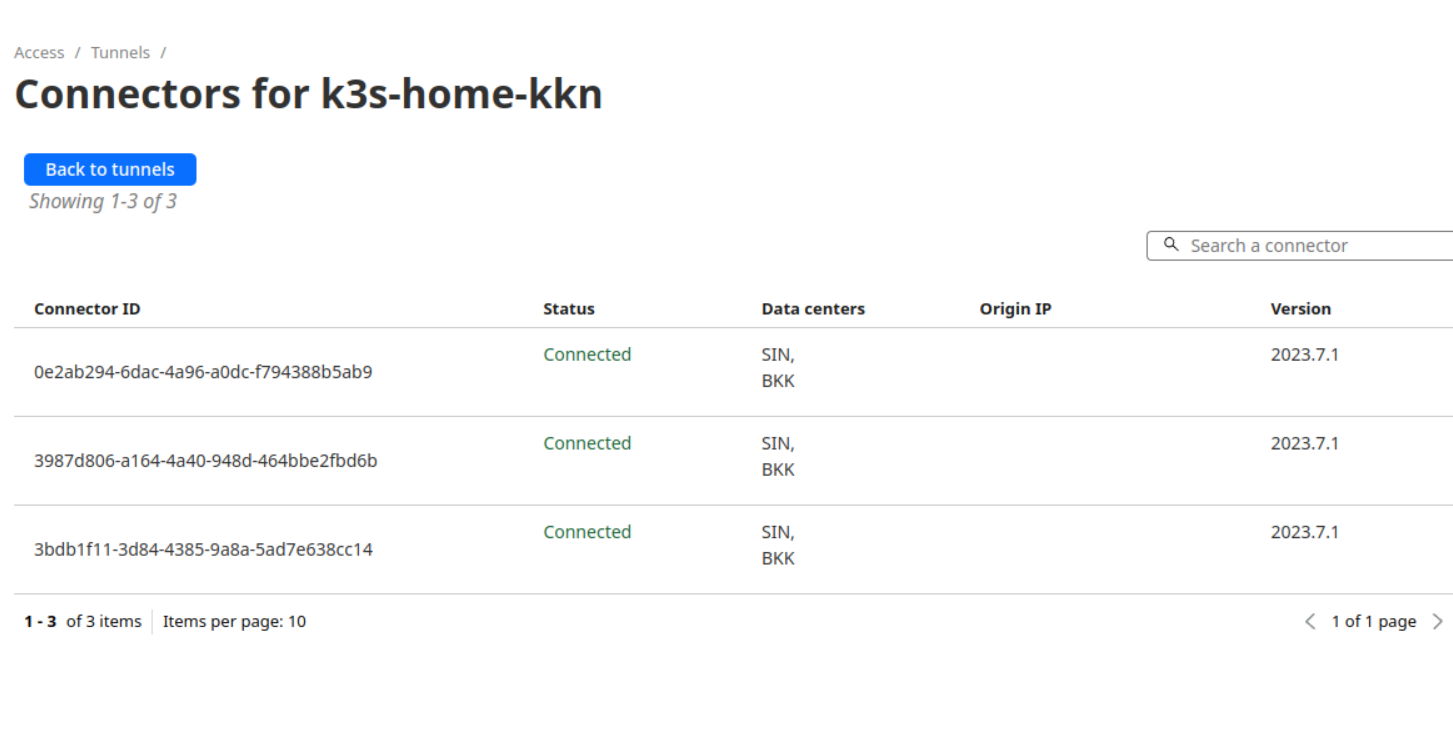 Access / Tunnels /
Connectors for k3s-home-kkn
Back to tunnels
Showing 1-3 of 3
Search a connector
Connector ID Status Data centers Origin IP Version
0e2ab294-6dac-4a96-a0dc-f794388b5ab9 Connected SIN, 2023.7.1
BKK
3987d806-a164-4a40-948d-464bbe2fbd6b Connected SIN, 2023.7.1
BKK
3bdb1f11-3d84-4385-9a8a-5ad7e638cc14 Connected SIN, 2023.7.1
BKK
1 - 3 of 3 items Items per page: 10 1 of 1 page